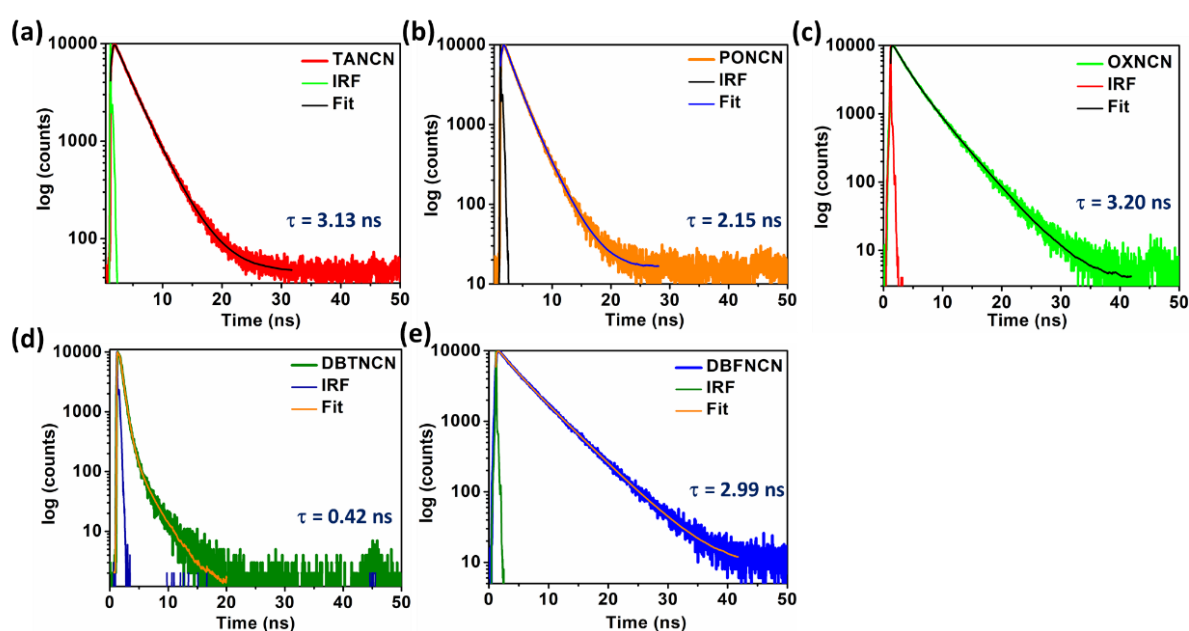 (a)
log (counts)
10000
1000
100
TANCN
IRF
Fit
τ = 3.13 ns
0 10 20 30 40 50
Time (ns)
(b)
log (counts)
10000
1000
100
10
PONCN
IRF
Fit
τ = 2.15 ns
0 10 20 30 40 50
Time (ns)
(c)
log (counts)
10000
1000
100
10
OXNCN
IRF
Fit
τ = 3.20 ns
0 10 20 30 40 50
Time (ns)
(d)
log (counts)
10000
1000
100
10
DBTNCN
IRF
Fit
τ = 0.42 ns
0 10 20 30 40 50
Time (ns)
(e)
log (counts)
10000
1000
100
10
DBFNCN
IRF
Fit
τ = 2.99 ns
0 10 20 30 40 50
Time (ns)